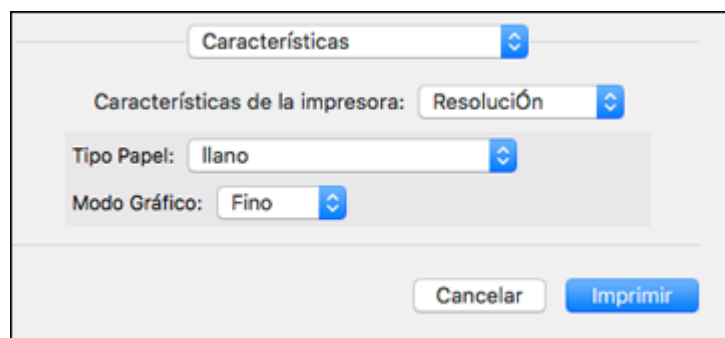 Características
Características de la impresora: ResoluciÓn
Tipo Papel: llano
Modo Gráfico: Fino
Cancelar Imprimir